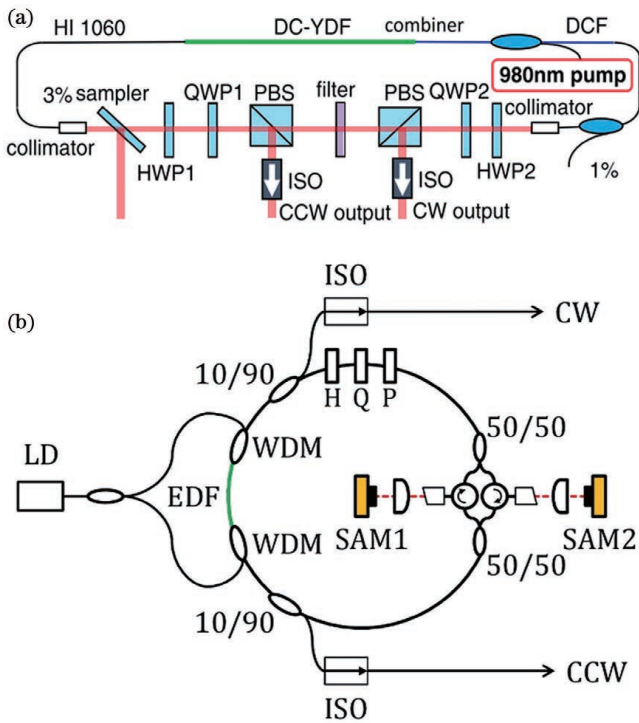 (a)
HI 1060 DC-YDF combiner DCF
980nm pump
3% sampler QWP1 PBS filter PBS QWP2 collimator
collimator HWP1 ISO ISO HWP2 1%
CCW output CW output
(b)
ISO
CW
10/90
H Q P
50/50
LD
WDM
EDF
SAM1 SAM2
WDM
50/50
10/90
CCW
ISO